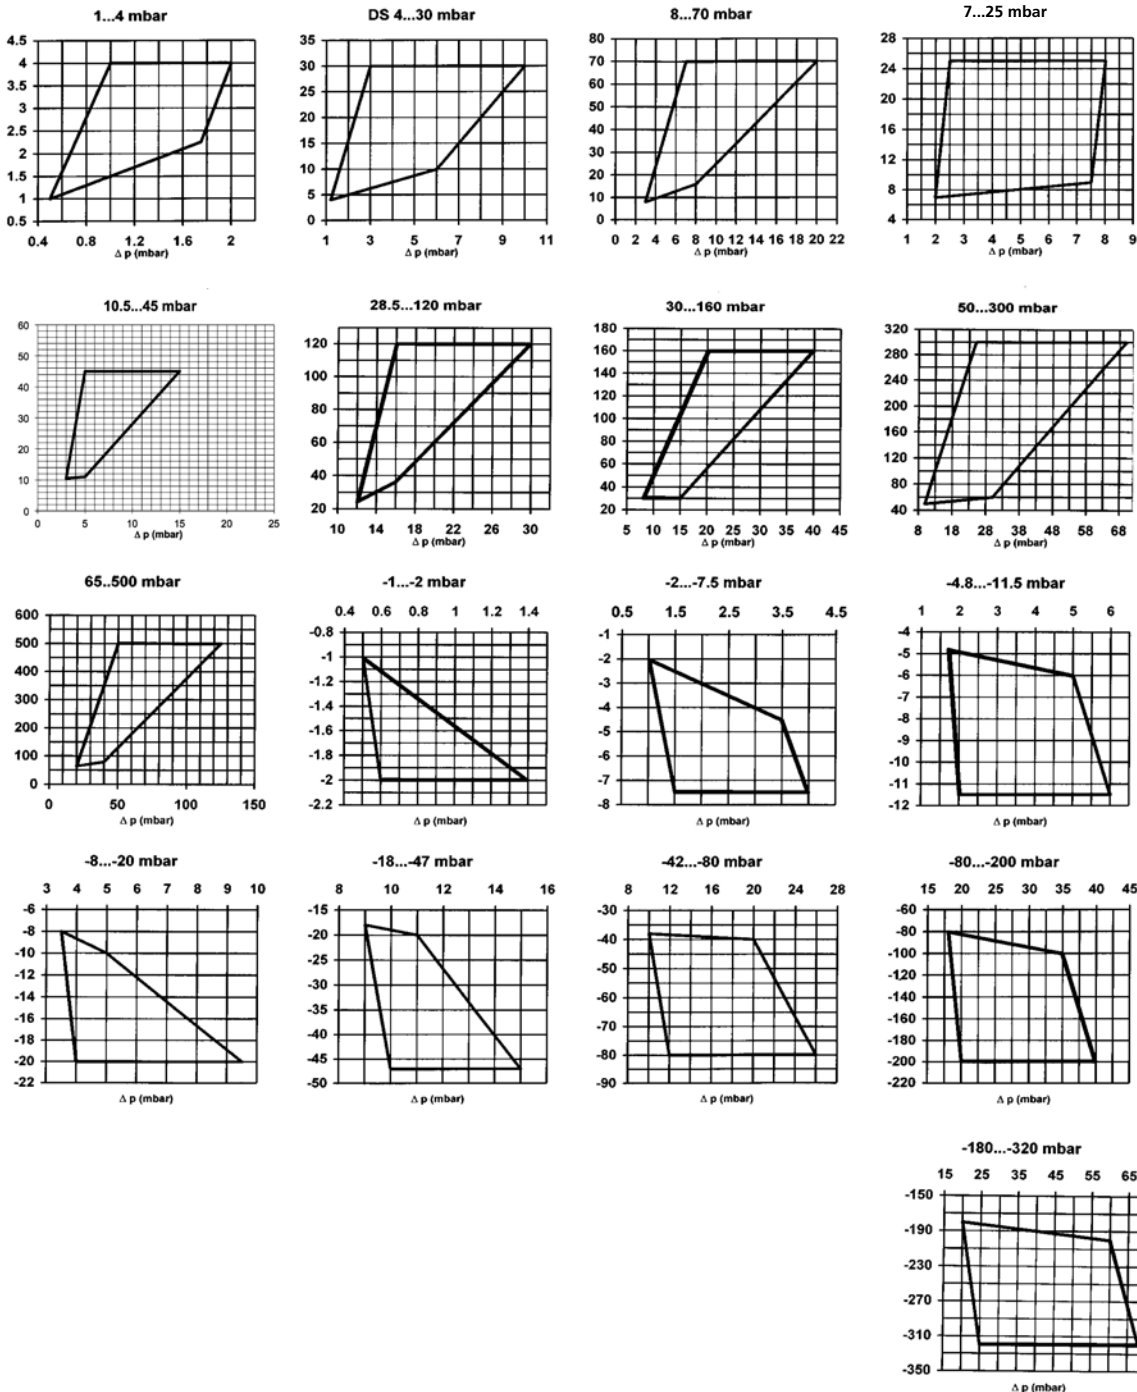 1...4 mbar
4.5
4
3.5
3
2.5
2
1.5
1
0.5
0.4 0.8 1.2 1.6 2
Δ p (mbar)
DS 4...30 mbar
35
30
25
20
15
10
5
0
1 3 5 7 9 11
Δ p (mbar)
8...70 mbar
80
70
60
50
40
30
20
10
0
0 2 4 6 8 10 12 14 16 18 20 22
Δ p (mbar)
7...25 mbar
28
24
20
16
12
8
4
1 2 3 4 5 6 7 8 9
Δ p (mbar)
10.5...45 mbar
60
50
40
30
20
10
0
0 5 10 15 20 25
Δ p (mbar)
28.5...120 mbar
120
100
80
60
40
20
10 14 18 22 26 30
Δ p (mbar)
30...160 mbar
180
160
140
120
100
80
60
40
20
5 10 15 20 25 30 35 40 45
Δ p (mbar)
50...300 mbar
320
280
240
200
160
120
80
40
8 18 28 38 48 58 68
Δ p (mbar)
65..500 mbar
600
500
400
300
200
100
0
0 50 100 150
Δ p (mbar)
-1...-2 mbar
0.4 0.6 0.8 1 1.2 1.4
-0.8
-1
-1.2
-1.4
-1.6
-1.8
-2
-2.2
Δ p (mbar)
-2...-7.5 mbar
0.5 1.5 2.5 3.5 4.5
-1
-2
-3
-4
-5
-6
-7
-8
Δ p (mbar)
-4.8...-11.5 mbar
1 2 3 4 5 6
-4
-5
-6
-7
-8
-9
-10
-11
-12
Δ p (mbar)
-8...-20 mbar
3 4 5 6 7 8 9 10
-6
-8
-10
-12
-14
-16
-18
-20
-22
Δ p (mbar)
-18...-47 mbar
8 10 12 14 16
-15
-20
-25
-30
-35
-40
-45
-50
Δ p (mbar)
-42...-80 mbar
8 12 16 20 24 28
-30
-40
-50
-60
-70
-80
-90
Δ p (mbar)
-80...-200 mbar
15 20 25 30 35 40 45
-60
-80
-100
-120
-140
-160
-180
-200
-220
Δ p (mbar)
-180...-320 mbar
15 25 35 45 55 65
-150
-190
-230
-270
-310
-350
Δ p (mbar)